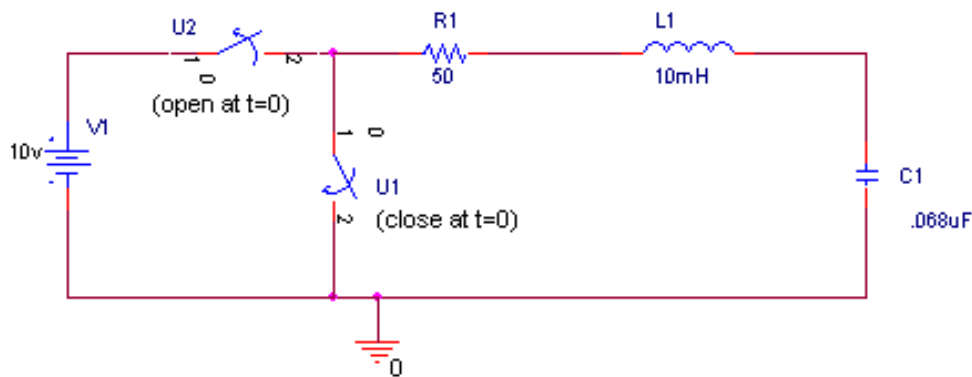 U2
R1
L1
1
0
2
50
10mH
(open at t=0)
V1
10v
1
0
U1
2
(close at t=0)
C1
.068uF
0